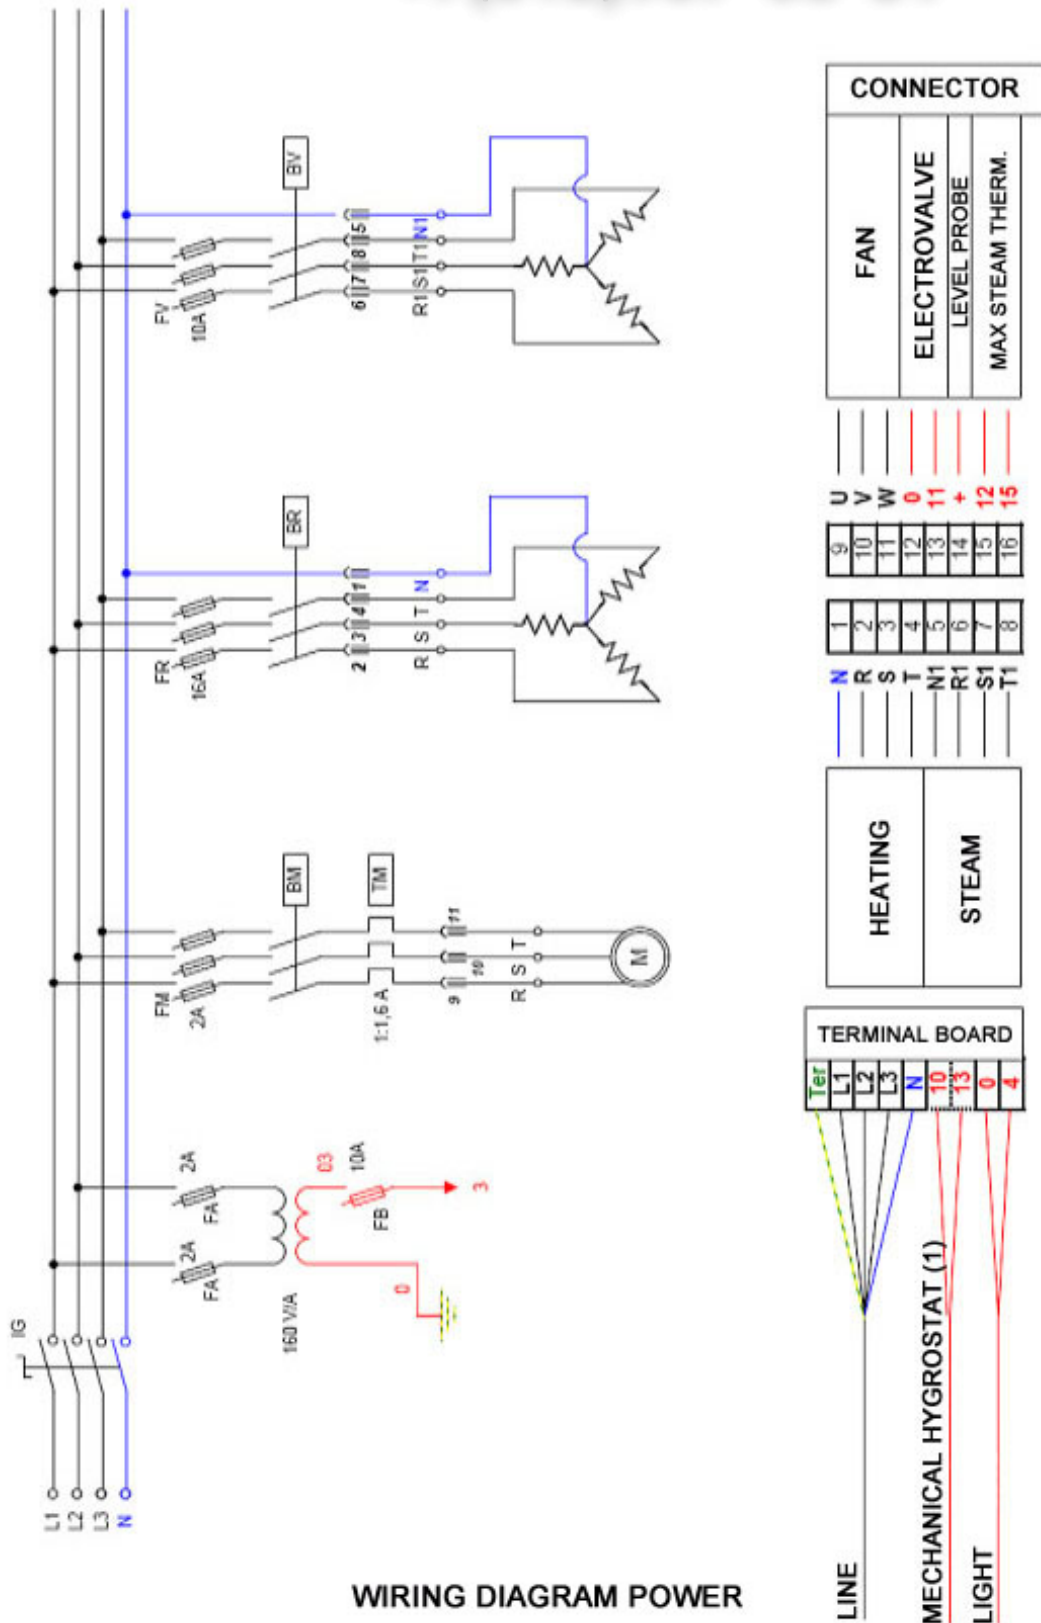 CONNECTOR
FAN
ELECTROVALVE
LEVEL PROBE
MAX STEAM THERM.
U
V
W
0
11
+
12
15
9
10
11
12
13
14
15
16
1
2
3
4
5
6
7
8
N
R
S
T
N1
R1
S1
T1
HEATING
STEAM
TERMINAL BOARD
Ter
L1
L2
L3
N
10
13
0
4
LINE
MECHANICAL HYGROSTAT (1)
LIGHT
BV
FV
10A
6 7 8 5
R1 S1 T1 N1
BR
FR
16A
2 3 4 1
R S T N
BM
TM
FM
2A
1:1,6 A
9 10 11
R S T
M
2A
FA
2A
FA
03
10A
FB
3
0
160 V/A
IG
L1
L2
L3
N
WIRING DIAGRAM POWER